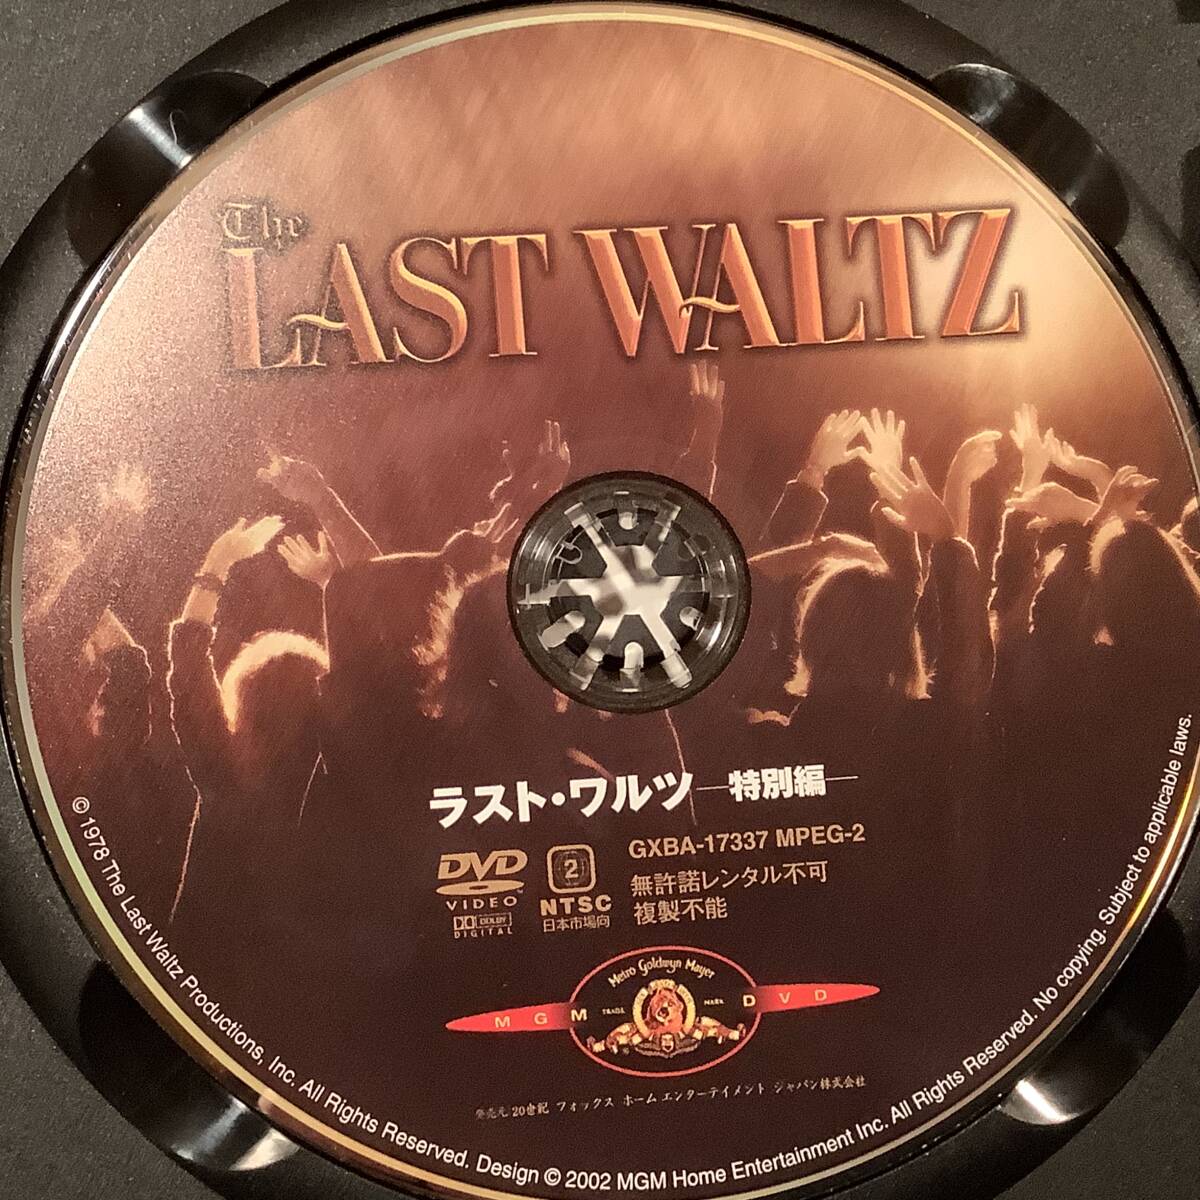 The
LAST WALTZ
ラスト・ワルツ―特別編―
GXBA-17337 MPEG-2
無許諾レンタル不可
複製不能
DVD
VIDEO
DOLBY
DIGITAL
2
NTSC
日本市場向
Metro Goldwyn Mayer
TRADE MARK
MGM DVD
発売元 20世紀 フォックス ホーム エンターテイメント ジャパン株式会社
© 1978 The Last Waltz Productions, Inc. All Rights Reserved. Design © 2002 MGM Home Entertainment Inc. All Rights Reserved. No copying. Subject to applicable laws.